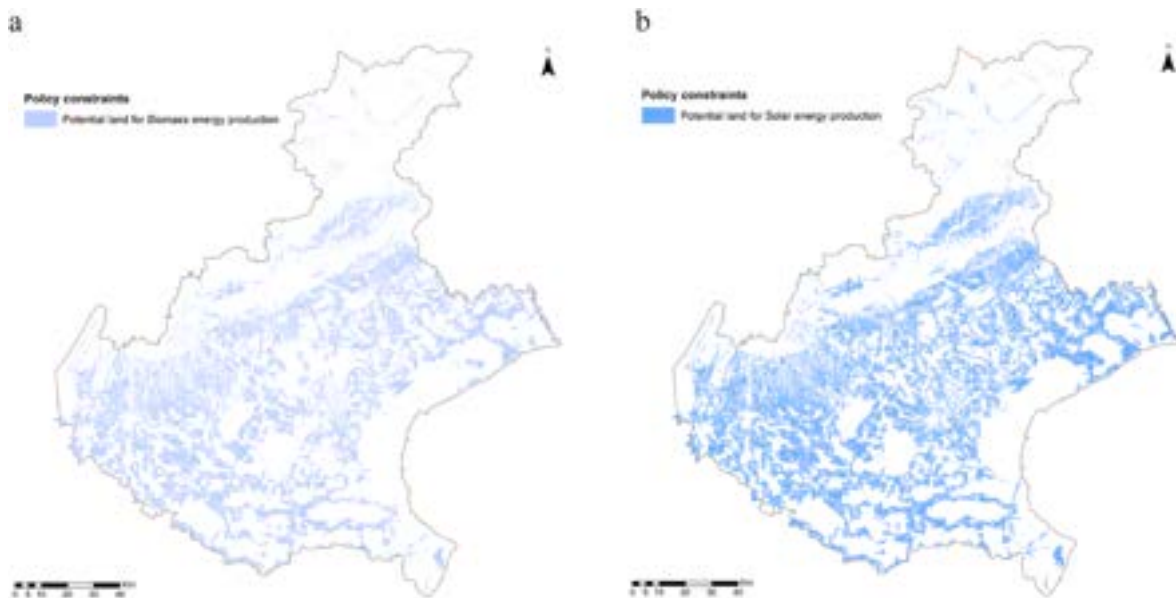 a
b
Policy constraints
Potential land for Biomass energy production
Policy constraints
Potential land for Solar energy production